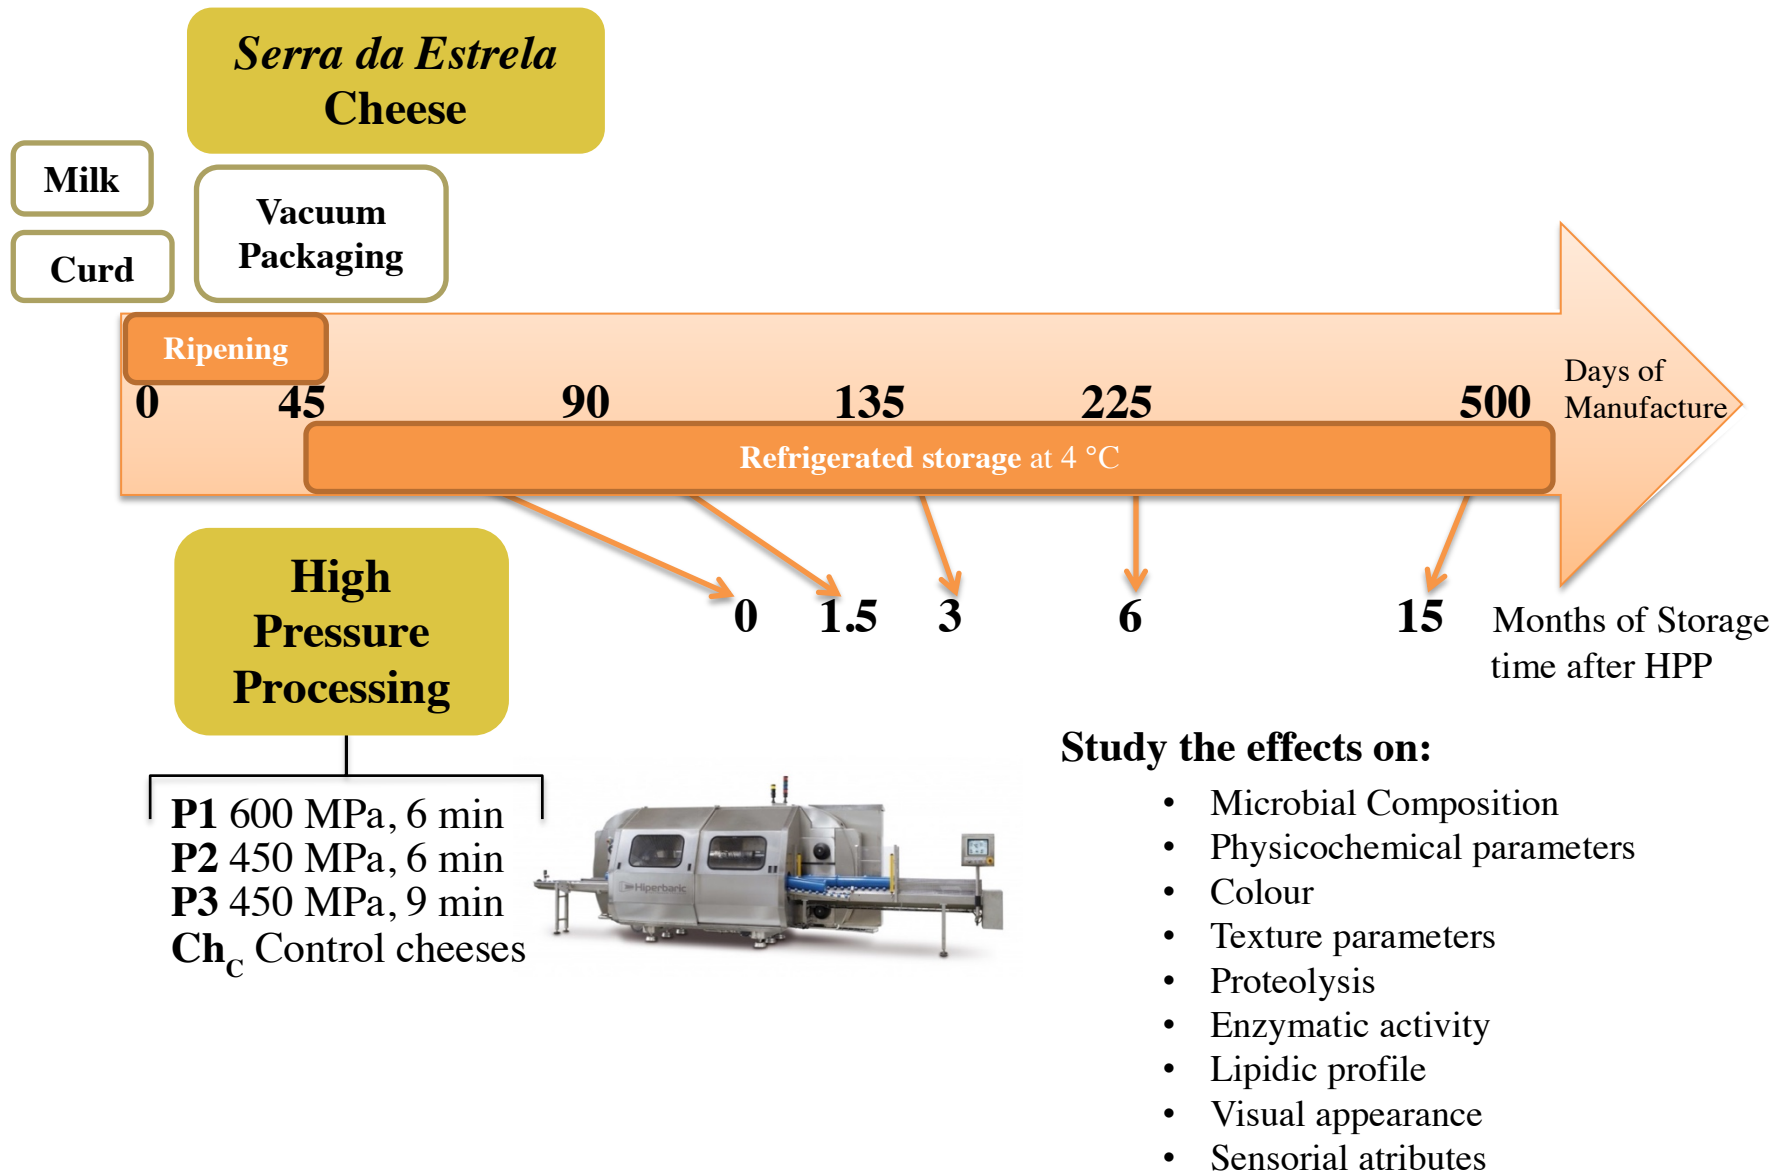 Serra da Estrela
Cheese
Milk
Curd
Vacuum
Packaging
Ripening
0 45 90 135 225 500
Days of
Manufacture
Refrigerated storage at 4 °C
0 1.5 3 6 15
Months of Storage
time after HPP
High
Pressure
Processing
P1 600 MPa, 6 min
P2 450 MPa, 6 min
P3 450 MPa, 9 min
ChC Control cheeses
Hiperbaric
Study the effects on:
• Microbial Composition
• Physicochemical parameters
• Colour
• Texture parameters
• Proteolysis
• Enzymatic activity
• Lipidic profile
• Visual appearance
• Sensorial atributes